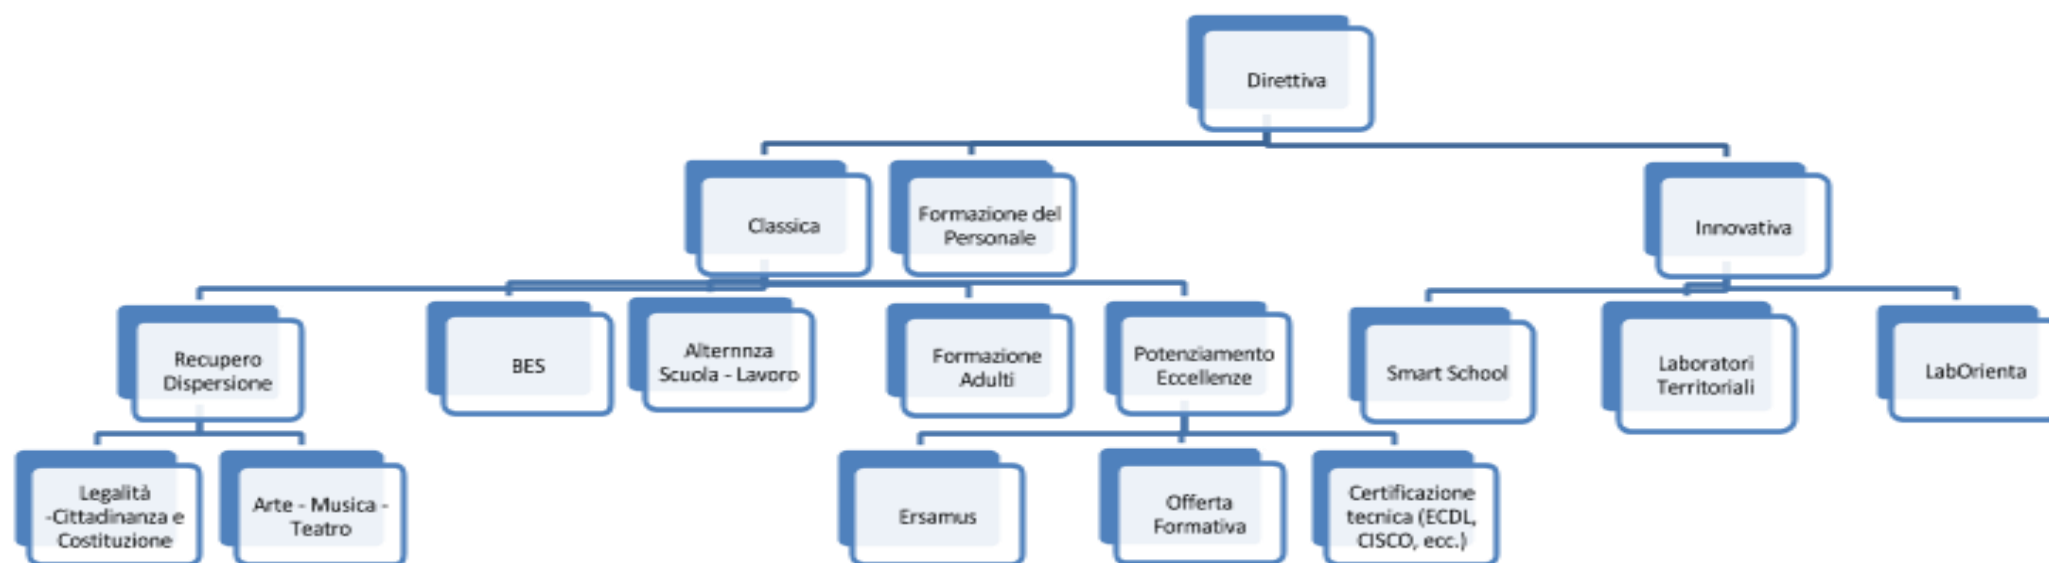 Direttiva
Classica
Formazione del
Personale
Innovativa
Recupero
Dispersione
BES
Alternnza
Scuola - Lavoro
Formazione
Adulti
Potenziamento
Eccellenze
Smart School
Laboratori
Territoriali
LabOrienta
Legalità
-Cittadinanza e
Costituzione
Arte - Musica -
Teatro
Ersamus
Offerta
Formativa
Certificazione
tecnica (ECDL,
CISCO, ecc.)